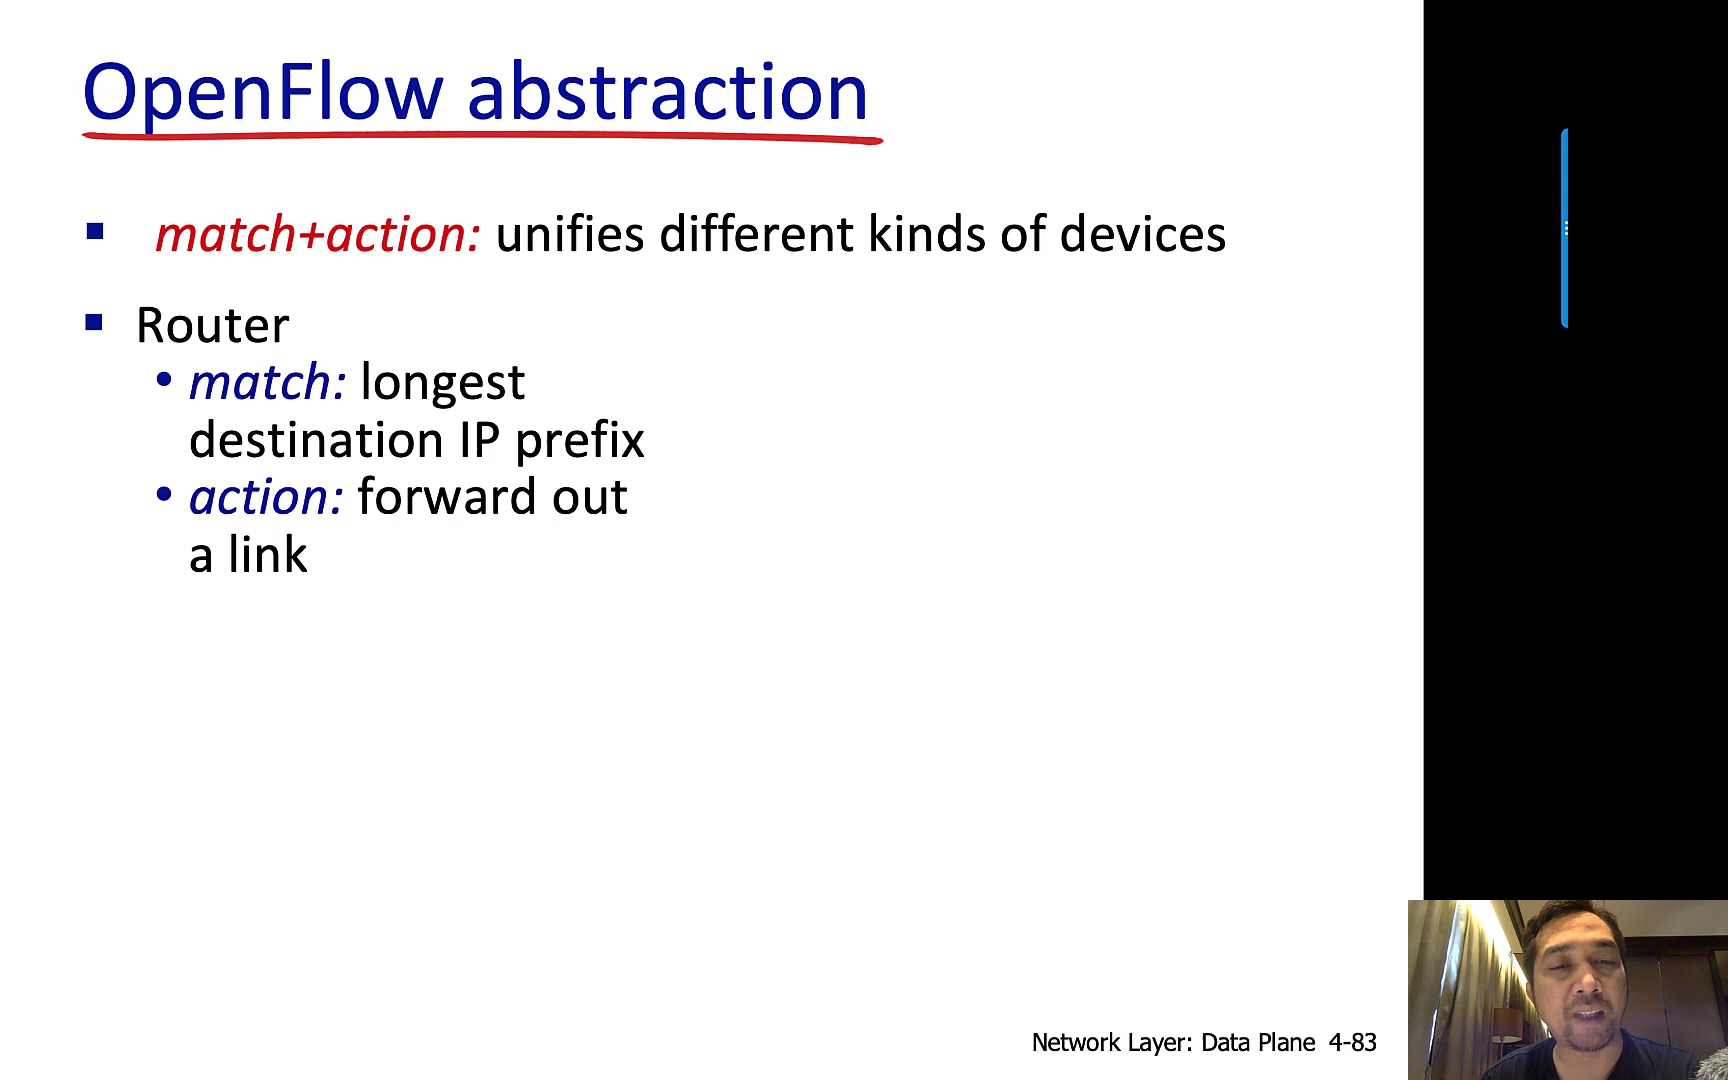 OpenFlow abstraction
match+action: unifies different kinds of devices
Router
match: longest
destination IP prefix
action: forward out
a link
Network Layer: Data Plane 4-83